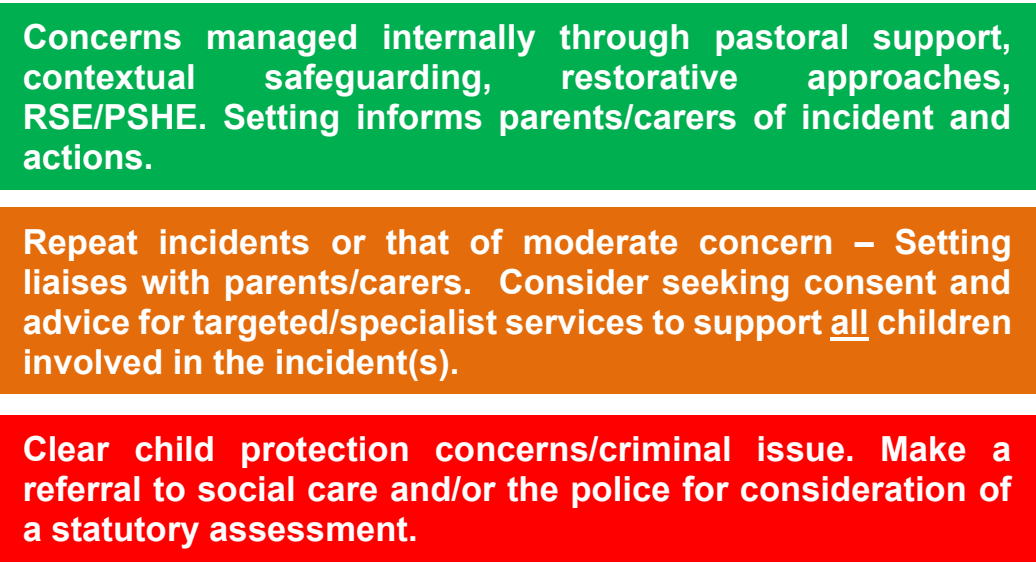 Concerns managed internally through pastoral support,
contextual safeguarding, restorative approaches,
RSE/PSHE. Setting informs parents/carers of incident and
actions.
Repeat incidents or that of moderate concern – Setting
liaises with parents/carers.  Consider seeking consent and
advice for targeted/specialist services to support all children
involved in the incident(s).
Clear child protection concerns/criminal issue. Make a
referral to social care and/or the police for consideration of
a statutory assessment.